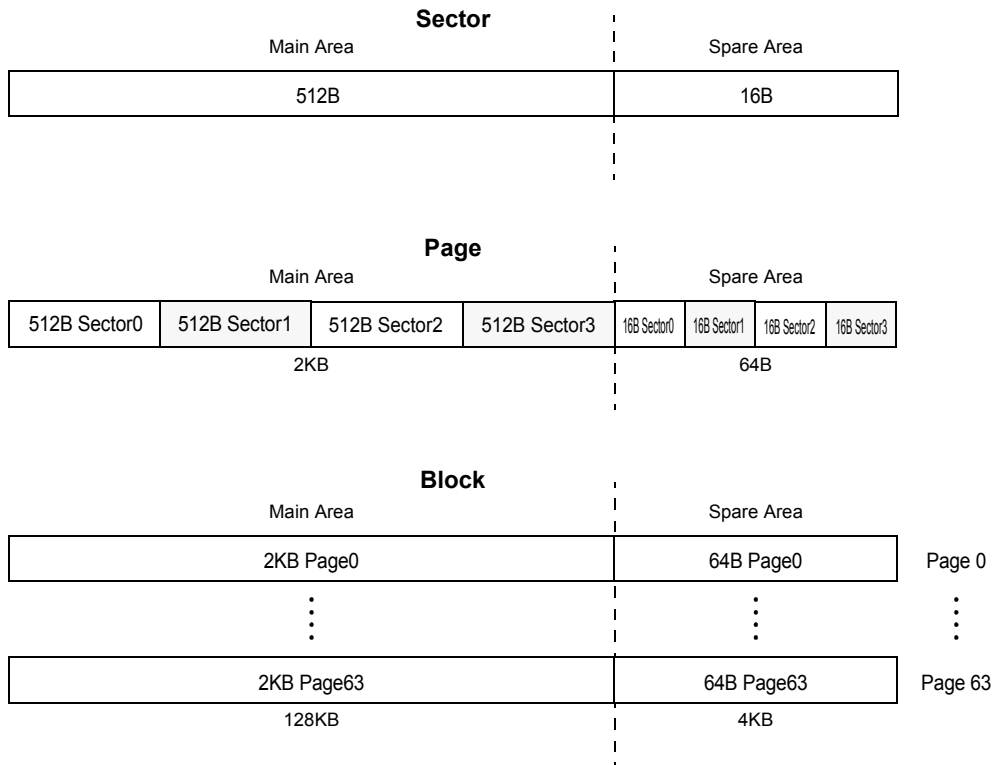 Sector
Main Area Spare Area
512B 16B
Page
Main Area Spare Area
512B Sector0 512B Sector1 512B Sector2 512B Sector3 16B Sector0 16B Sector1 16B Sector2 16B Sector3
2KB 64B
Block
Main Area Spare Area
2KB Page0 64B Page0 Page 0
2KB Page63 64B Page63 Page 63
128KB 4KB